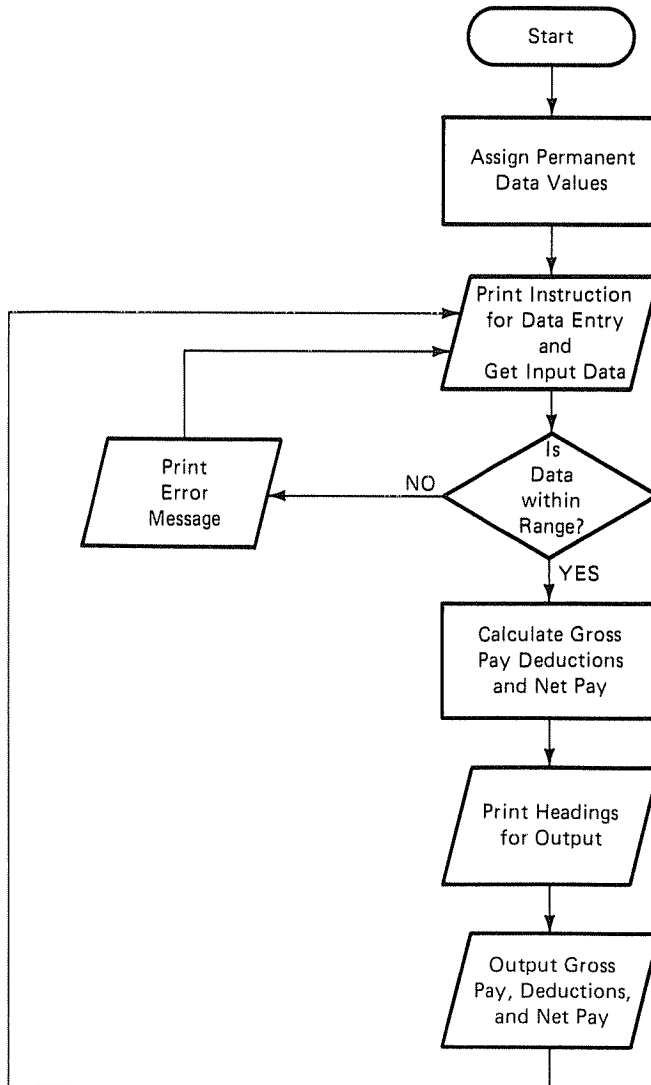 Start
Assign Permanent
Data Values
Print Instruction
for Data Entry
and
Get Input Data
Is
Data
within
Range?
NO
Print
Error
Message
YES
Calculate Gross
Pay Deductions
and Net Pay
Print Headings
for Output
Output Gross
Pay, Deductions,
and Net Pay